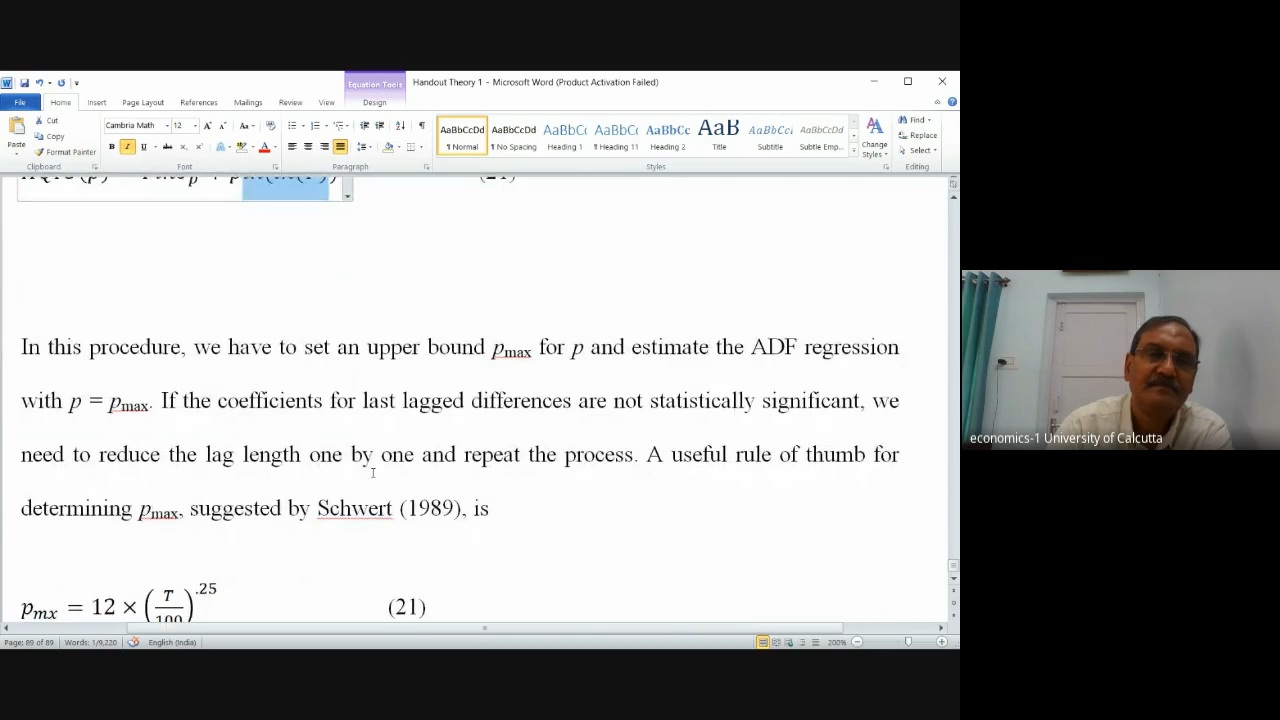 Equation Tools
Handout Theory 1 - Microsoft Word (Product Activation Failed)
File Home Insert Page Layout References Mailings Review View Design
Paste
Cut
Copy
Format Painter
Clipboard
Cambria Math 12
Font
Paragraph
AaBbCcDd AaBbCcDd AaBbCc AaBbCc AaBbCc AaB AaBbCcI AaBbCcDd
¶ Normal ¶ No Spacing Heading 1 Heading 11 Heading 2 Title Subtitle Subtle Emp...
Styles
Change Styles
Find
Replace
Select
Editing
In this procedure, we have to set an upper bound pmax for p and estimate the ADF regression
with p = pmax. If the coefficients for last lagged differences are not statistically significant, we
need to reduce the lag length one by one and repeat the process. A useful rule of thumb for
determining pmax, suggested by Schwert (1989), is
pmx = 12 × (T/100)^.25 (21)
Page: 89 of 89 Words: 1/9,220 English (India) 200%
economics-1 University of Calcutta